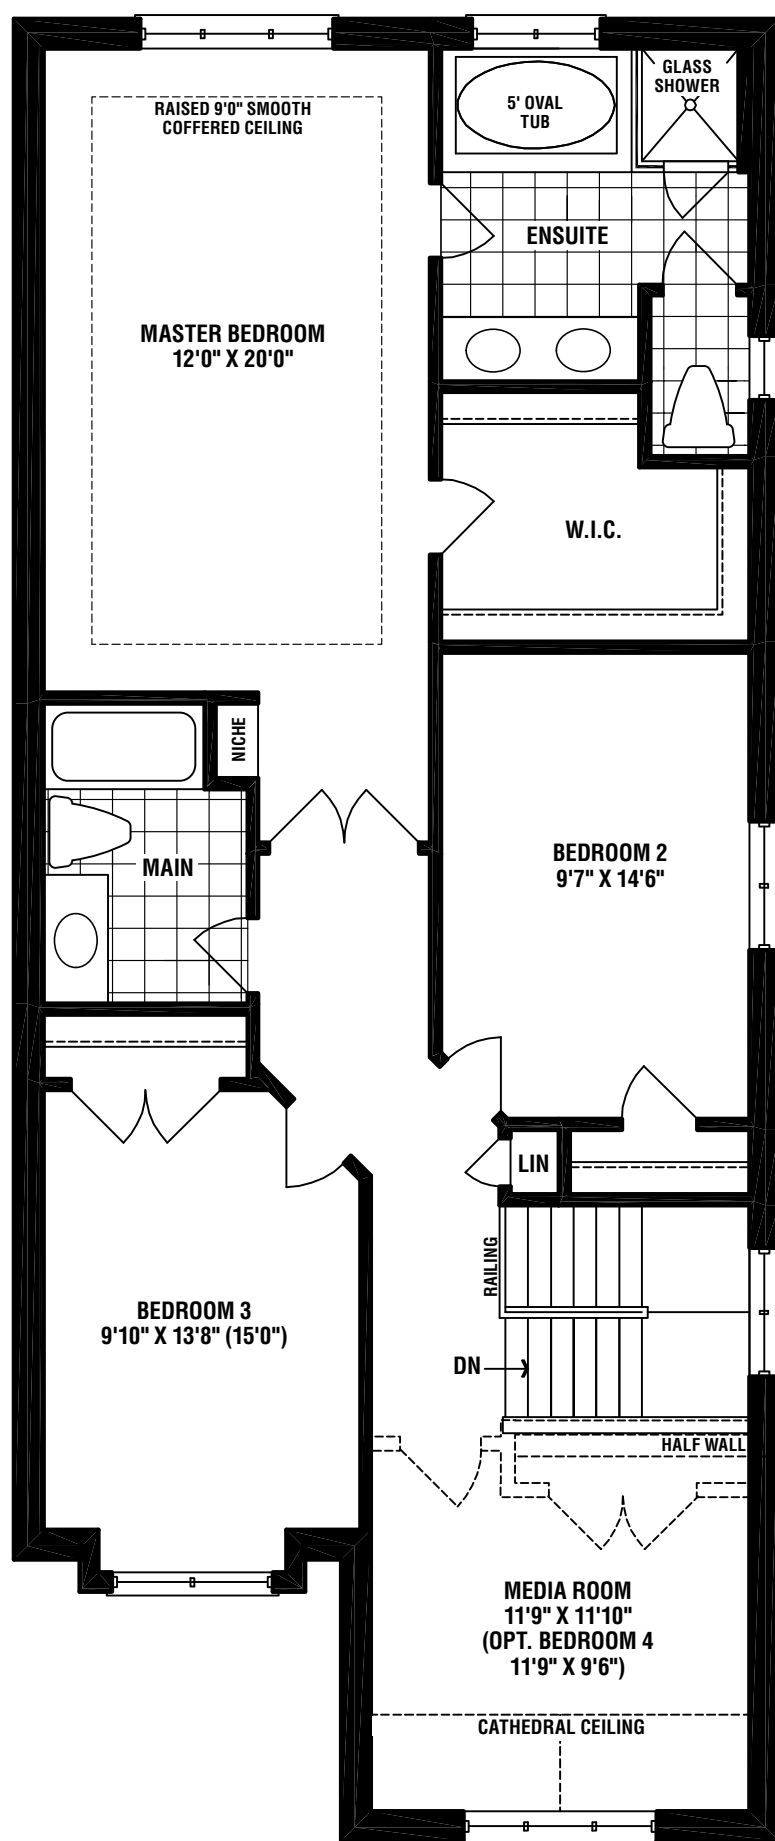 RAISED 9'0" SMOOTH
COFFERED CEILING
5' OVAL
TUB
GLASS
SHOWER
ENSUITE
MASTER BEDROOM
12'0" X 20'0"
W.I.C.
NICHE
MAIN
BEDROOM 2
9'7" X 14'6"
LIN
RAILING
BEDROOM 3
9'10" X 13'8" (15'0")
DN
HALF WALL
MEDIA ROOM
11'9" X 11'10"
(OPT. BEDROOM 4
11'9" X 9'6")
CATHEDRAL CEILING